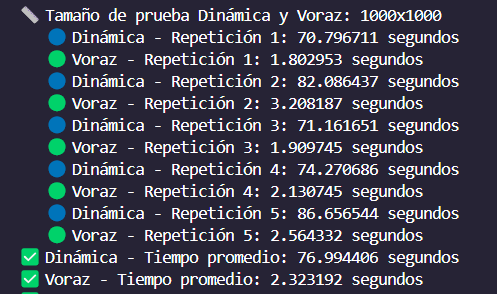 📏 Tamaño de prueba Dinámica y Voraz: 1000x1000
🔵 Dinámica - Repetición 1: 70.796711 segundos
🟢 Voraz - Repetición 1: 1.802953 segundos
🔵 Dinámica - Repetición 2: 82.086437 segundos
🟢 Voraz - Repetición 2: 3.208187 segundos
🔵 Dinámica - Repetición 3: 71.161651 segundos
🟢 Voraz - Repetición 3: 1.909745 segundos
🔵 Dinámica - Repetición 4: 74.270686 segundos
🟢 Voraz - Repetición 4: 2.130745 segundos
🔵 Dinámica - Repetición 5: 86.656544 segundos
🟢 Voraz - Repetición 5: 2.564332 segundos
✅ Dinámica - Tiempo promedio: 76.994406 segundos
✅ Voraz - Tiempo promedio: 2.323192 segundos